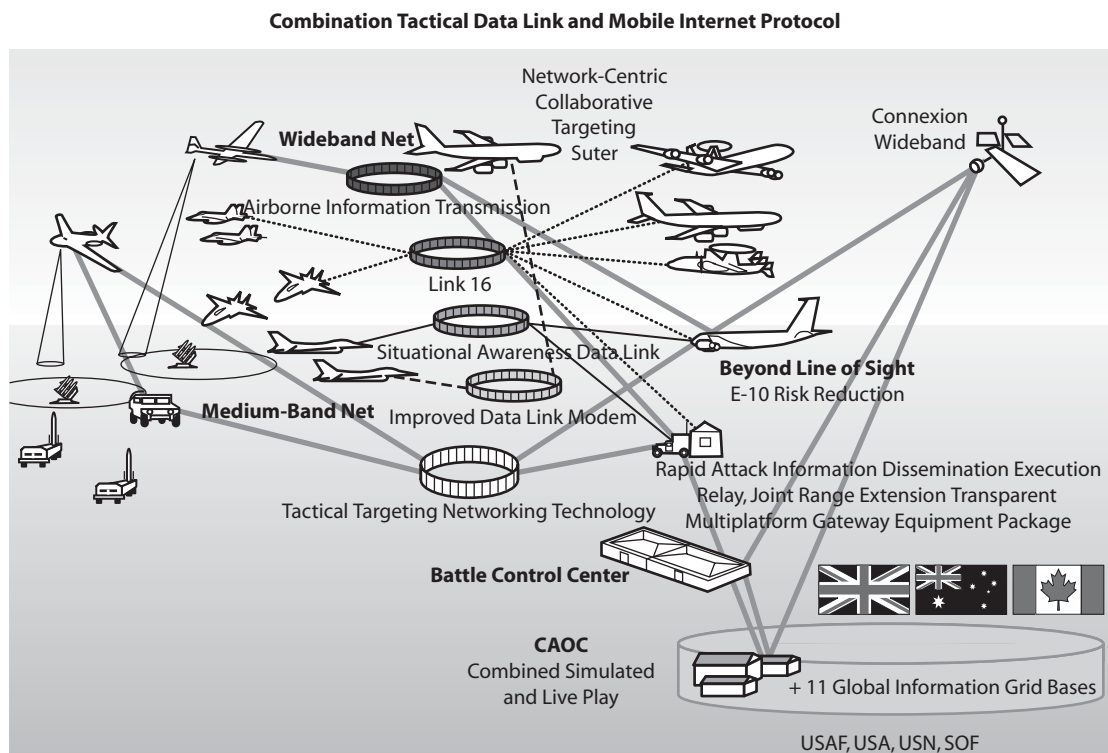 Combination Tactical Data Link and Mobile Internet Protocol
Network-Centric
Collaborative
Targeting
Suter
Connexion
Wideband
Wideband Net
Airborne Information Transmission
Link 16
Situational Awareness Data Link
Beyond Line of Sight
E-10 Risk Reduction
Medium-Band Net
Improved Data Link Modem
Rapid Attack Information Dissemination Execution
Relay, Joint Range Extension Transparent
Multiplatform Gateway Equipment Package
Tactical Targeting Networking Technology
Battle Control Center
CAOC
Combined Simulated
and Live Play
+ 11 Global Information Grid Bases
USAF, USA, USN, SOF